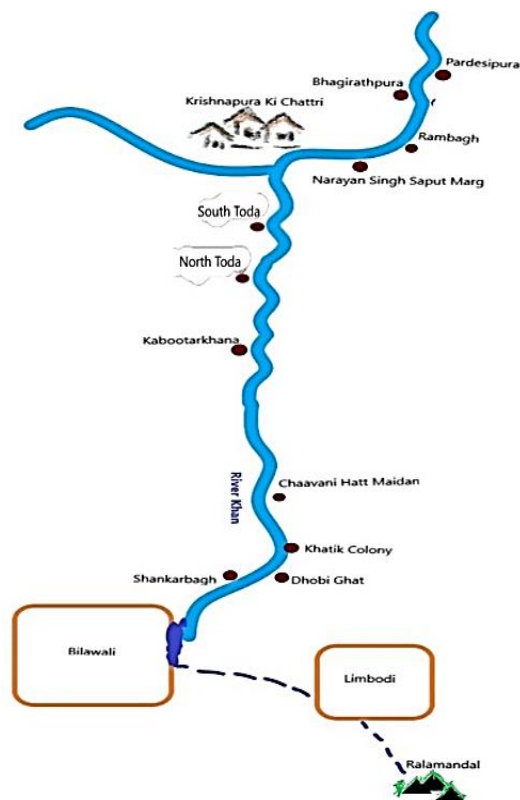 Pardesipura
Bhagirathpura
Krishnapura Ki Chattri
Rambagh
Narayan Singh Saput Marg
South Toda
North Toda
Kabootarkhana
Chaavani Hatt Maidan
River Khan
Khatik Colony
Shankarbagh
Dhobi Ghat
Bilawali
Limbodi
Ralamandal